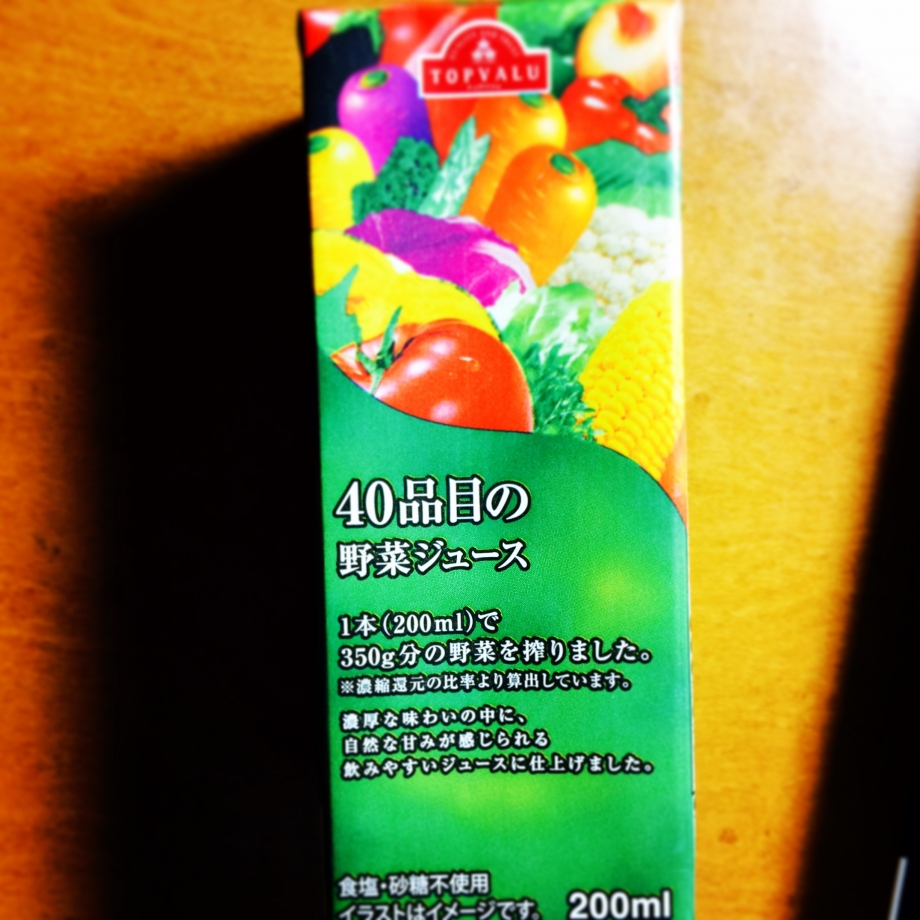 TOPVALU
40品目の
野菜ジュース
1本(200ml)で
350g分の野菜を搾りました。
※濃縮還元の比率より算出しています。
濃厚な味わいの中に、
自然な甘みが感じられる
飲みやすいジュースに仕上げました。
食塩・砂糖不使用
イラストはイメージです。 200ml